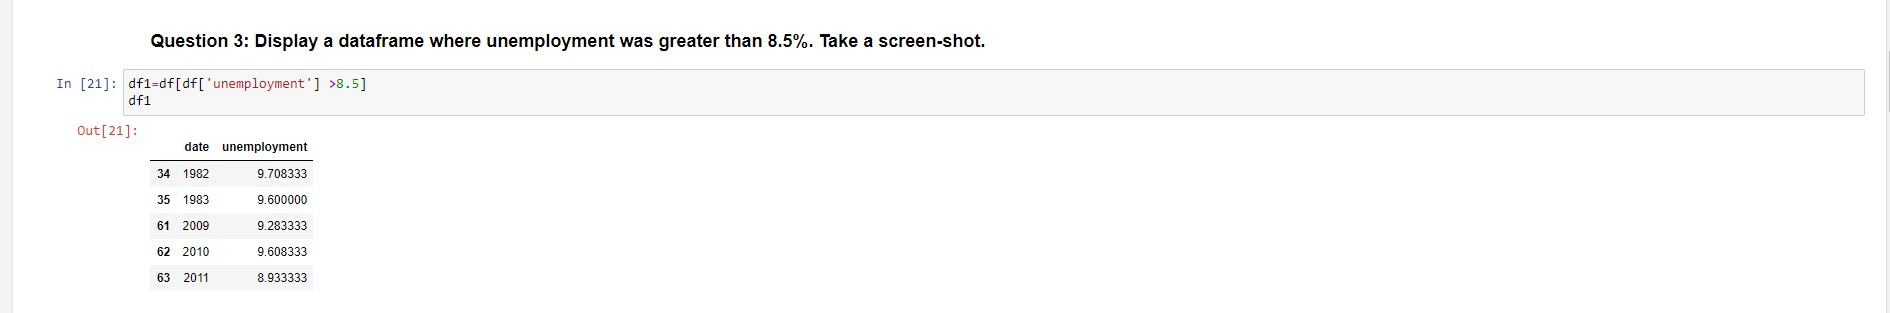 Question 3: Display a dataframe where unemployment was greater than 8.5%. Take a screen-shot.
In [21]: df1=df[df['unemployment'] >8.5]
df1
Out[21]:
date unemployment
34 1982 9.708333
35 1983 9.600000
61 2009 9.283333
62 2010 9.608333
63 2011 8.933333